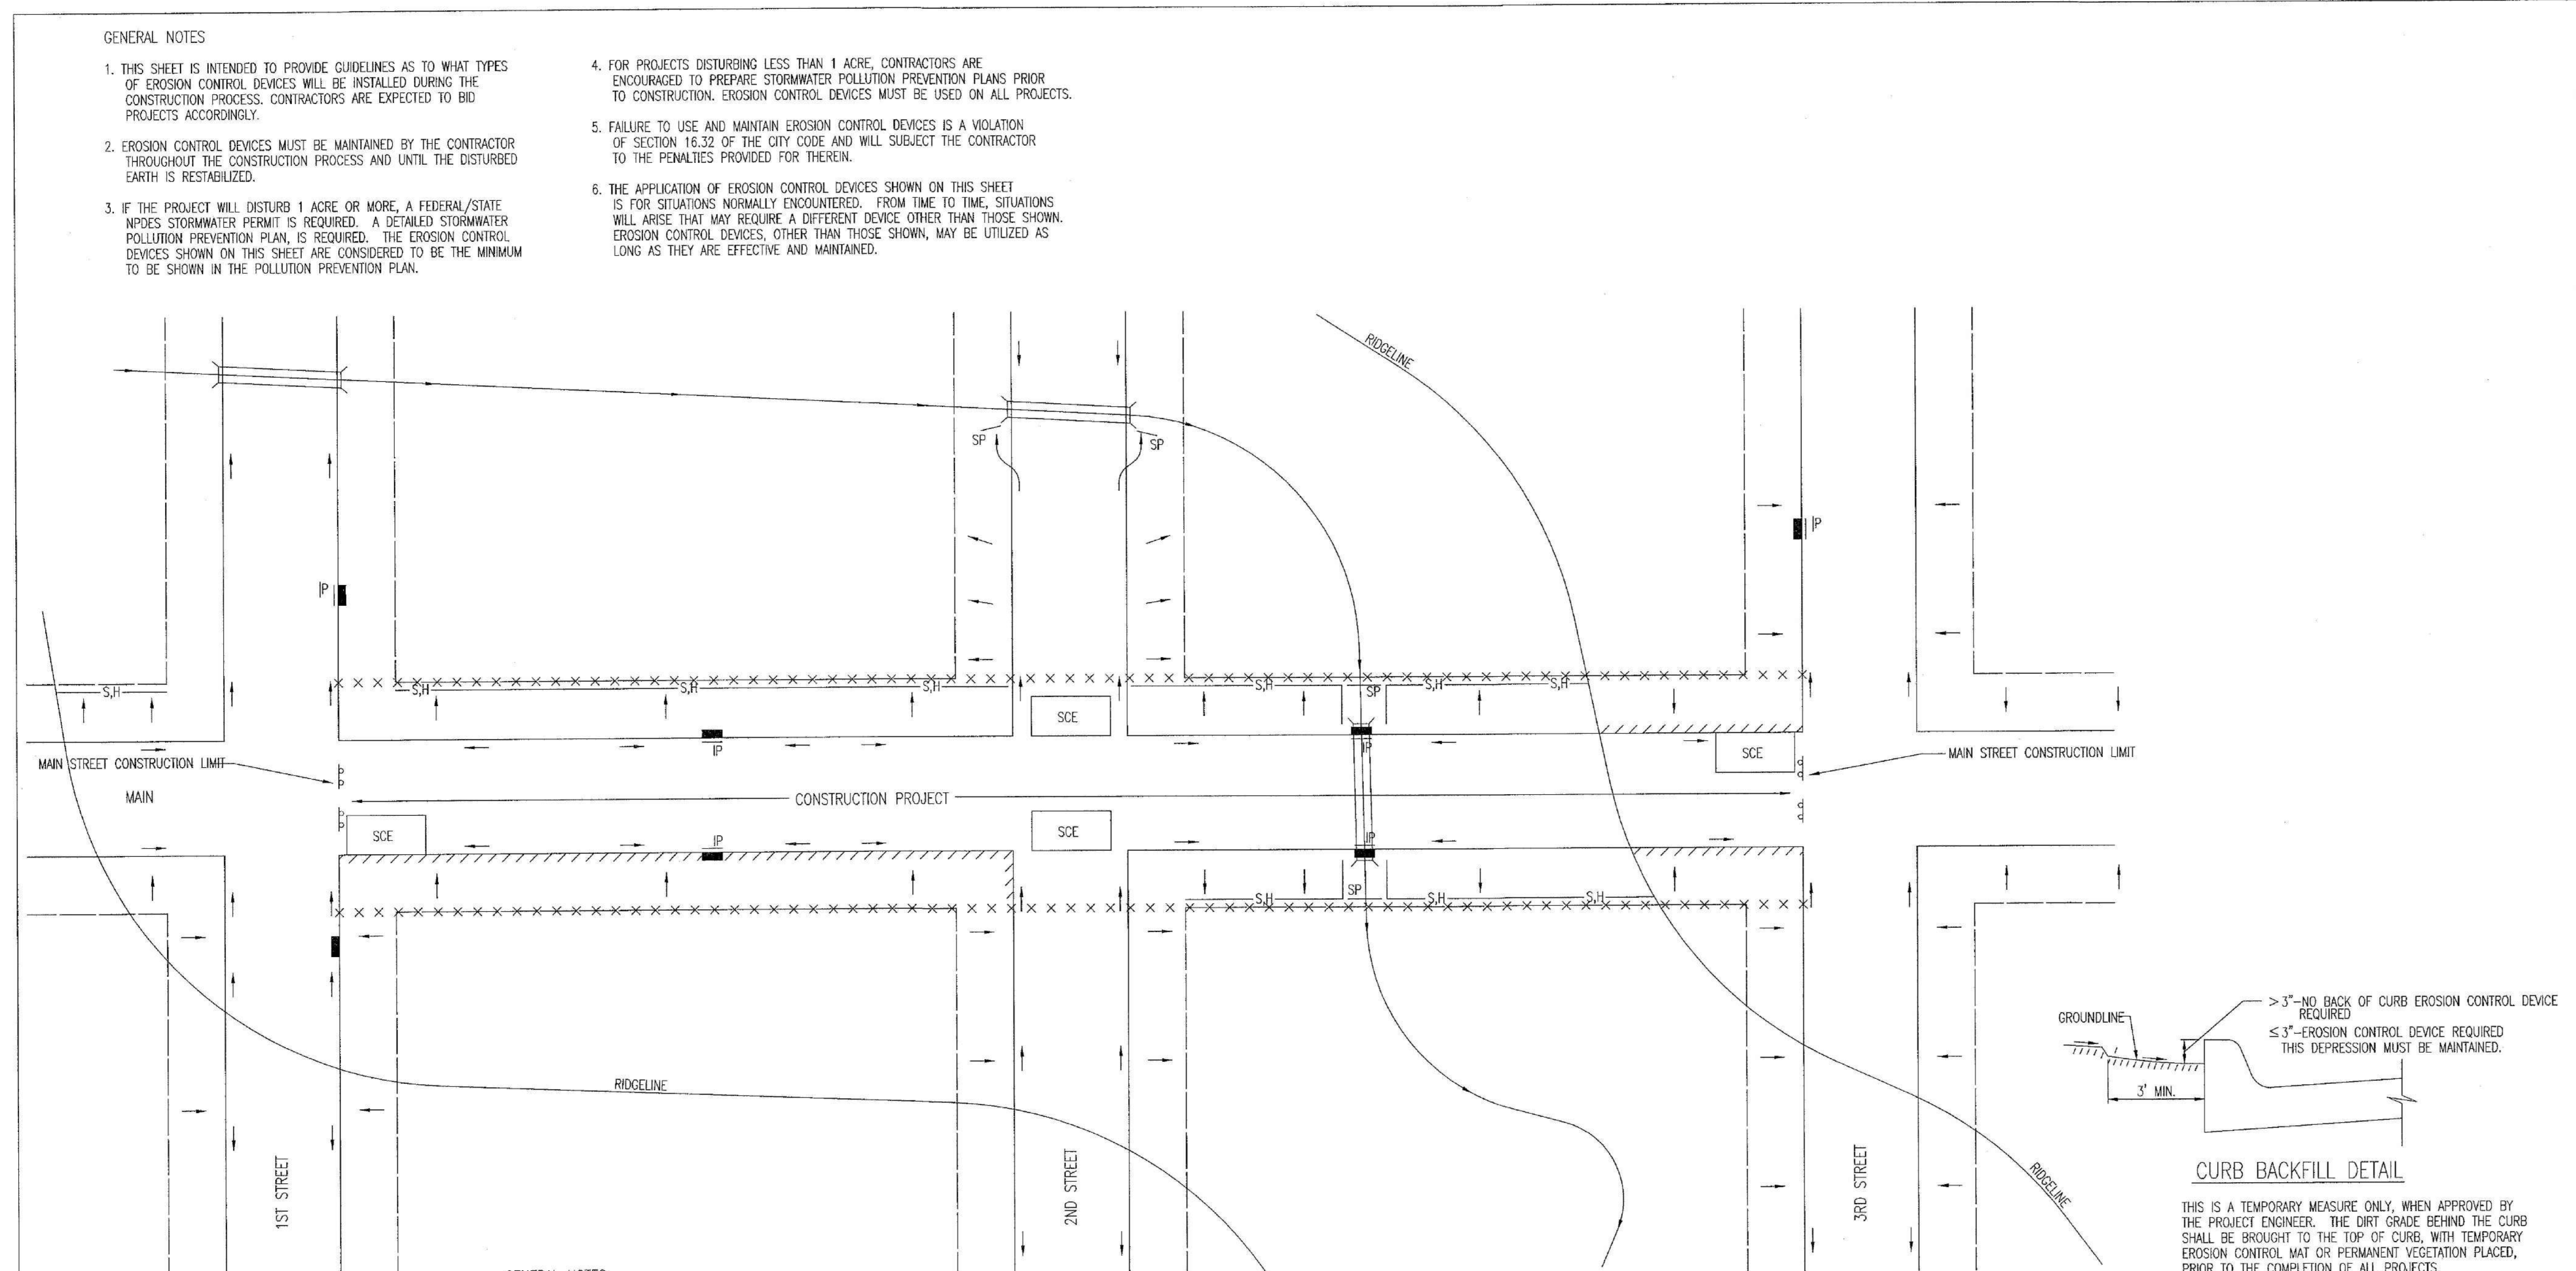 GENERAL NOTES
1. THIS SHEET IS INTENDED TO PROVIDE GUIDELINES AS TO WHAT TYPES
OF EROSION CONTROL DEVICES WILL BE INSTALLED DURING THE
CONSTRUCTION PROCESS. CONTRACTORS ARE EXPECTED TO BID
PROJECTS ACCORDINGLY.
2. EROSION CONTROL DEVICES MUST BE MAINTAINED BY THE CONTRACTOR
THROUGHOUT THE CONSTRUCTION PROCESS AND UNTIL THE DISTURBED
EARTH IS RESTABILIZED.
3. IF THE PROJECT WILL DISTURB 1 ACRE OR MORE, A FEDERAL/STATE
NPDES STORMWATER PERMIT IS REQUIRED. A DETAILED STORMWATER
POLLUTION PREVENTION PLAN, IS REQUIRED. THE EROSION CONTROL
DEVICES SHOWN ON THIS SHEET ARE CONSIDERED TO BE THE MINIMUM
TO BE SHOWN IN THE POLLUTION PREVENTION PLAN.
4. FOR PROJECTS DISTURBING LESS THAN 1 ACRE, CONTRACTORS ARE
ENCOURAGED TO PREPARE STORMWATER POLLUTION PREVENTION PLANS PRIOR
TO CONSTRUCTION. EROSION CONTROL DEVICES MUST BE USED ON ALL PROJECTS.
5. FAILURE TO USE AND MAINTAIN EROSION CONTROL DEVICES IS A VIOLATION
OF SECTION 16.32 OF THE CITY CODE AND WILL SUBJECT THE CONTRACTOR
TO THE PENALTIES PROVIDED FOR THEREIN.
6. THE APPLICATION OF EROSION CONTROL DEVICES SHOWN ON THIS SHEET
IS FOR SITUATIONS NORMALLY ENCOUNTERED. FROM TIME TO TIME, SITUATIONS
WILL ARISE THAT MAY REQUIRE A DIFFERENT DEVICE OTHER THAN THOSE SHOWN.
EROSION CONTROL DEVICES, OTHER THAN THOSE SHOWN, MAY BE UTILIZED AS
LONG AS THEY ARE EFFECTIVE AND MAINTAINED.
RIDGELINE
SP
SP
IP
IP
S,H
S,H
S,H
S,H
S,H
SP
S,H
S,H
SCE
IP
IP
SCE
MAIN STREET CONSTRUCTION LIMIT
MAIN STREET CONSTRUCTION LIMIT
MAIN
CONSTRUCTION PROJECT
SCE
SCE
IP
IP
S,H
SP
S,H
S,H
RIDGELINE
1ST STREET
2ND STREET
3RD STREET
RIDGELINE
GROUNDLINE
>3"-NO BACK OF CURB EROSION CONTROL DEVICE
REQUIRED
≤3"-EROSION CONTROL DEVICE REQUIRED
THIS DEPRESSION MUST BE MAINTAINED.
3' MIN.
CURB BACKFILL DETAIL
THIS IS A TEMPORARY MEASURE ONLY, WHEN APPROVED BY
THE PROJECT ENGINEER. THE DIRT GRADE BEHIND THE CURB
SHALL BE BROUGHT TO THE TOP OF CURB, WITH TEMPORARY
EROSION CONTROL MAT OR PERMANENT VEGETATION PLACED,
PRIOR TO THE COMPLETION OF ALL PROJECTS